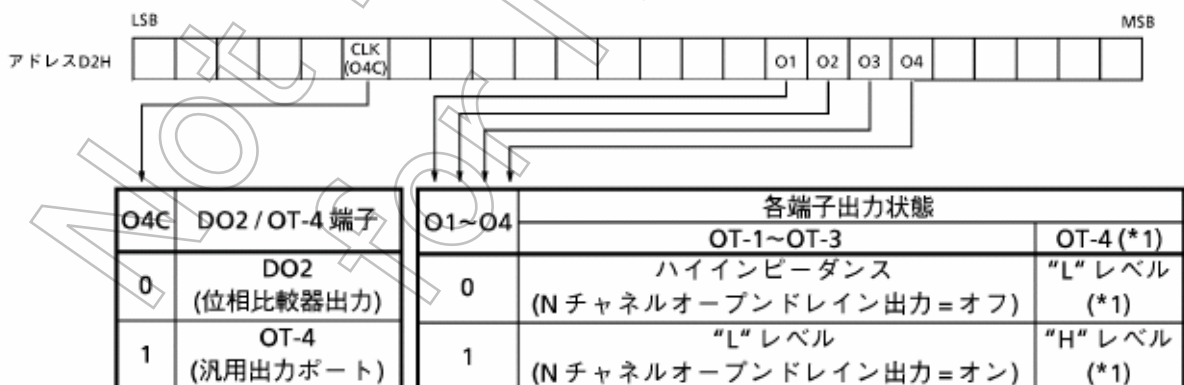 LSB
MSB
アドレスD2H
CLK
(O4C)
O1 O2 O3 O4
O4C DO2 / OT-4 端子
0 DO2
(位相比較器出力)
1 OT-4
(汎用出力ポート)
O1~O4 各端子出力状態
OT-1~OT-3 OT-4 (*1)
0 ハイインピーダンス "L" レベル
(N チャネルオープンドレイン出力 = オフ) (*1)
1 "L" レベル "H" レベル
(N チャネルオープンドレイン出力 = オン) (*1)
Not
for